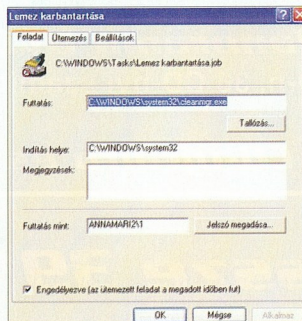 Lemez karbantartása
Feladat Ütemezés Beállítások
C:\WINDOWS\Tasks\Lemez karbantartása.job
Futtatás: C:\WINDOWS\system32\cleanmgr.exe
Tallózás...
Indítás helye: C:\WINDOWS\system32
Megjegyzések:
Futtatás mint: ANNAMARI2\1 Jelszó megadása...
Engedélyezve (az ütemezett feladat a megadott időben fut)
OK Mégse Alkalmaz